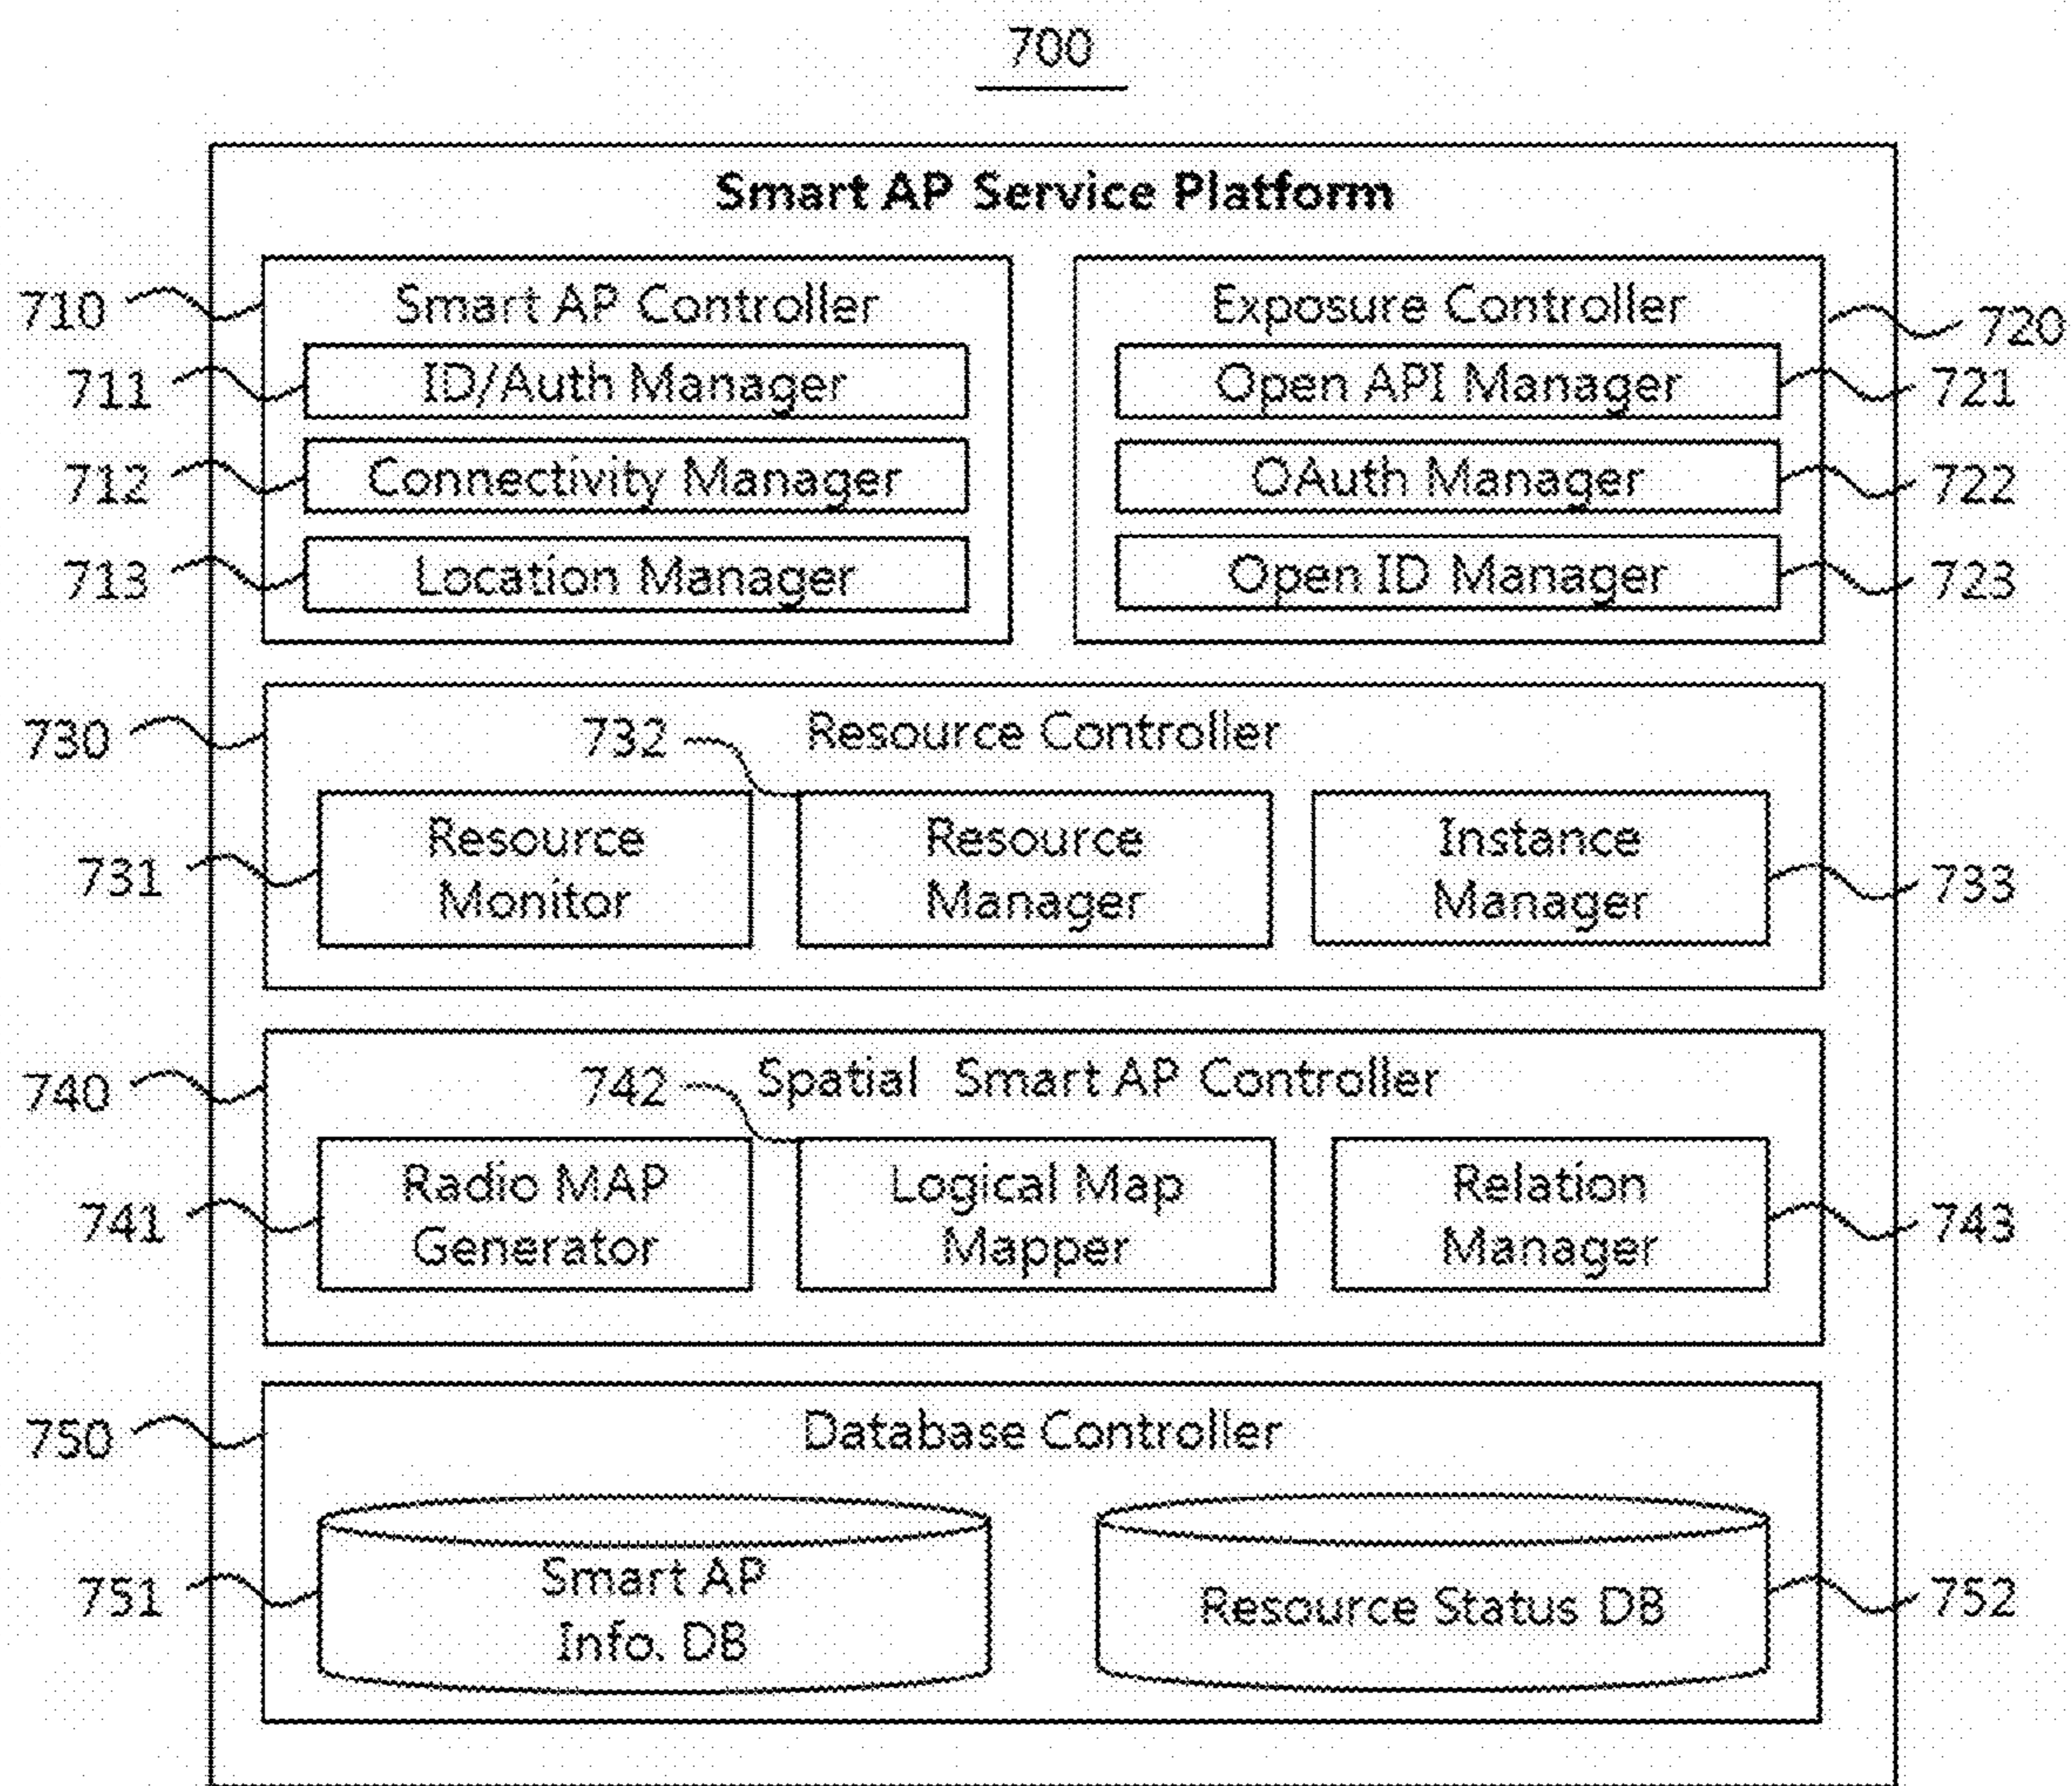 700
Smart AP Service Platform
710
Smart AP Controller
711
ID/Auth Manager
712
Connectivity Manager
713
Location Manager
Exposure Controller
720
Open API Manager
721
OAuth Manager
722
Open ID Manager
723
730
Resource Controller
731
Resource
Monitor
732
Resource
Manager
Instance
Manager
733
740
Spatial Smart AP Controller
741
Radio MAP
Generator
742
Logical Map
Mapper
Relation
Manager
743
750
Database Controller
751
Smart AP
Info. DB
Resource Status DB
752